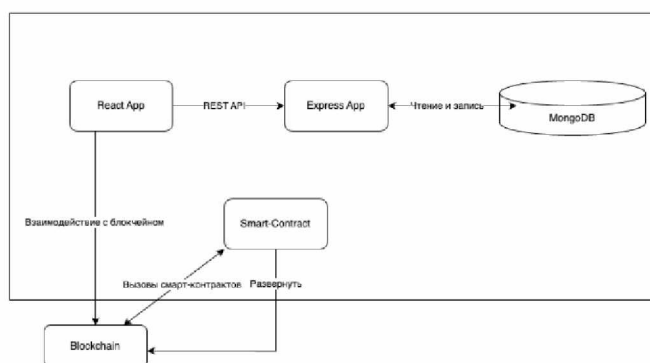 React App
REST API
Express App
Чтение и запись
MongoDB
Взаимодействие с блокчейном
Smart-Contract
Вызовы смарт-контрактов
Развернуть
Blockchain